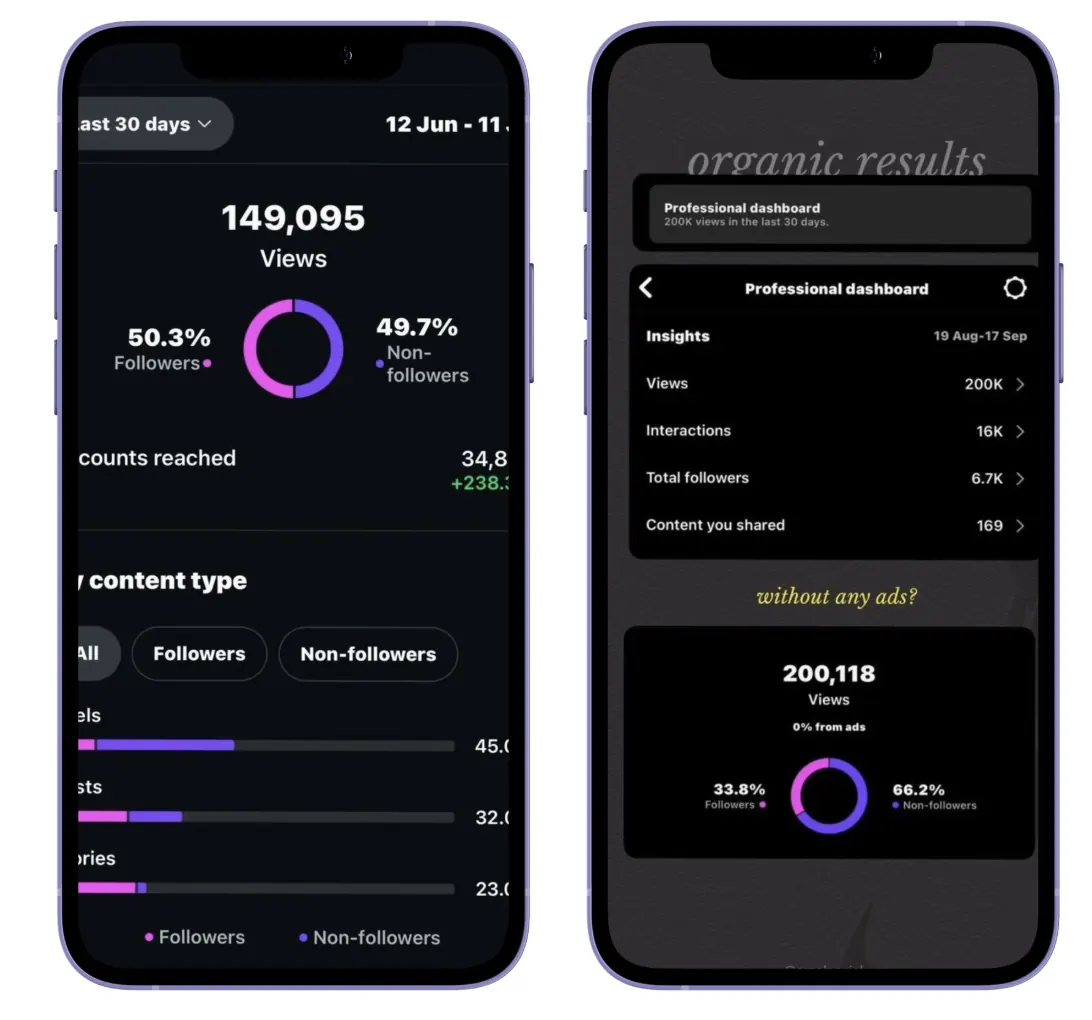 ast 30 days
12 Jun - 11
149,095
Views
50.3%
Followers
49.7%
Non-
followers
counts reached
34,8
+238.
y content type
All
Followers
Non-followers
els
45.0
sts
32.0
ories
23.0
Followers
Non-followers
organic results
Professional dashboard
200K views in the last 30 days.
Professional dashboard
Insights
19 Aug-17 Sep
Views
200K
Interactions
16K
Total followers
6.7K
Content you shared
169
without any ads?
200,118
Views
0% from ads
33.8%
Followers
66.2%
Non-followers